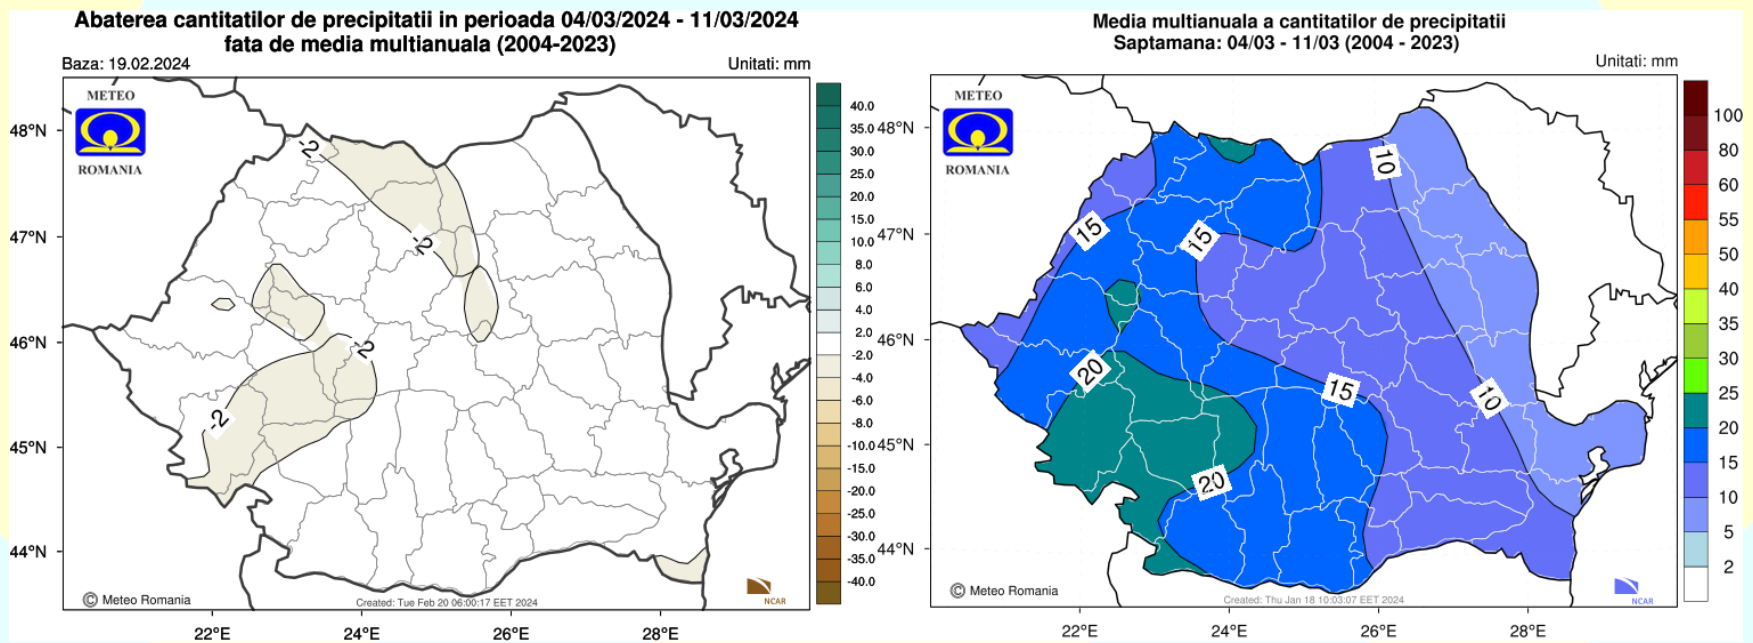 Abaterea cantitatilor de precipitatii in perioada 04/03/2024 - 11/03/2024
fata de media multianuala (2004-2023)
Baza: 19.02.2024
Unitati: mm
METEO
ROMANIA
48°N
47°N
46°N
45°N
44°N
-2
-2
-2
-2
40.0
35.0
30.0
25.0
20.0
15.0
10.0
8.0
6.0
4.0
2.0
-2.0
-4.0
-6.0
-8.0
-10.0
-15.0
-20.0
-25.0
-30.0
-35.0
-40.0
© Meteo Romania
Created: Tue Feb 20 06:00:17 EET 2024
NCAR
22°E
24°E
26°E
28°E
Media multianuala a cantitatilor de precipitatii
Saptamana: 04/03 - 11/03 (2004 - 2023)
Unitati: mm
METEO
ROMANIA
48°N
47°N
46°N
45°N
44°N
10
15
15
20
15
10
20
100
80
60
55
50
40
35
30
25
20
15
10
5
2
© Meteo Romania
Created: Thu Jan 18 10:03:07 EET 2024
NCAR
22°E
24°E
26°E
28°E